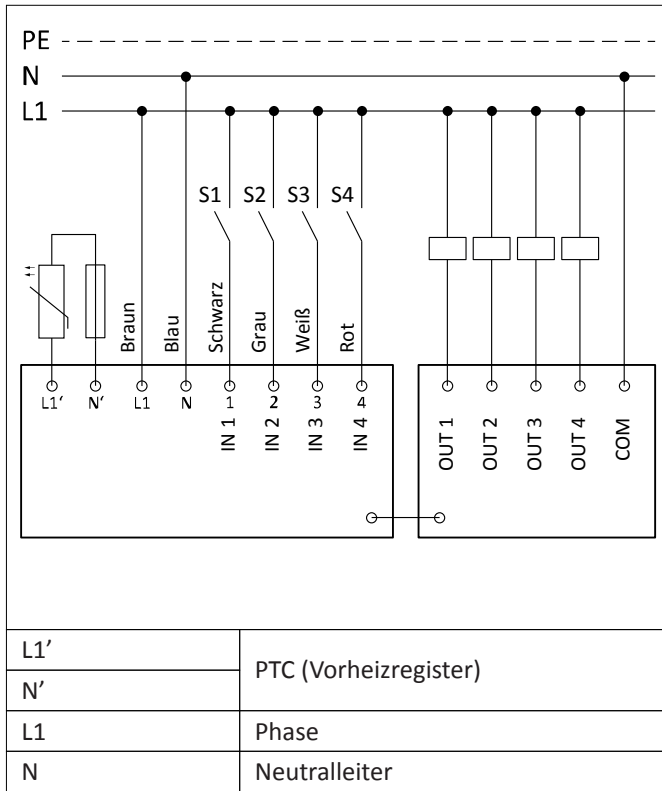 PE
N
L1
S1 S2 S3 S4
Braun
Blau
Schwarz
Grau
Weiß
Rot
L1‘ N‘ L1 N 1 2 3 4
IN 1
IN 2
IN 3
IN 4
OUT 1
OUT 2
OUT 3
OUT 4
COM
L1’
PTC (Vorheizregister)
N’
L1 Phase
N Neutralleiter